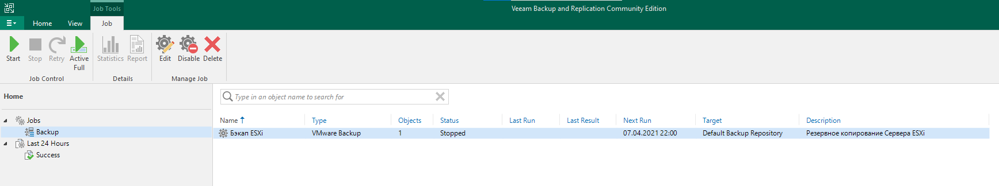 Job Tools
Veeam Backup and Replication Community Edition
Home View Job
Start Stop Retry Active Full Statistics Report Edit Disable Delete
Job Control Details Manage Job
Home
Type in an object name to search for
Jobs
Backup
Last 24 Hours
Success
Name Type Objects Status Last Run Last Result Next Run Target Description
Бэкап ESXi VMware Backup 1 Stopped 07.04.2021 22:00 Default Backup Repository Резервное копирование Сервера ESXi